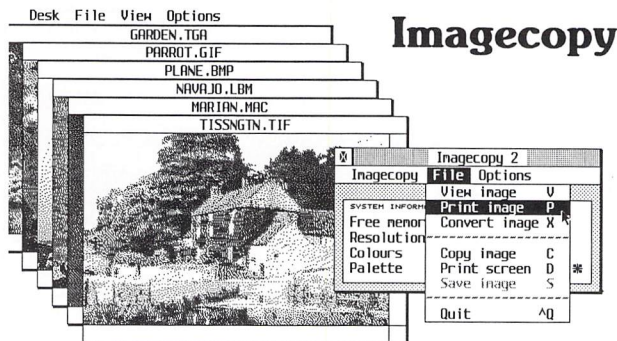 Desk File View Options
Imagecopy
GARDEN.TGA
PARROT.GIF
PLANE.BMP
NAVAJO.LBM
MARIAN.MAC
TISSNGTN.TIF
Imagecopy 2
Imagecopy File Options
View image V
SYSTEM INFORM
Print image P
Free memor
Convert image X
Resolution
Colours
Copy image C
Palette
Print screen D
Save image S
Quit ^Q